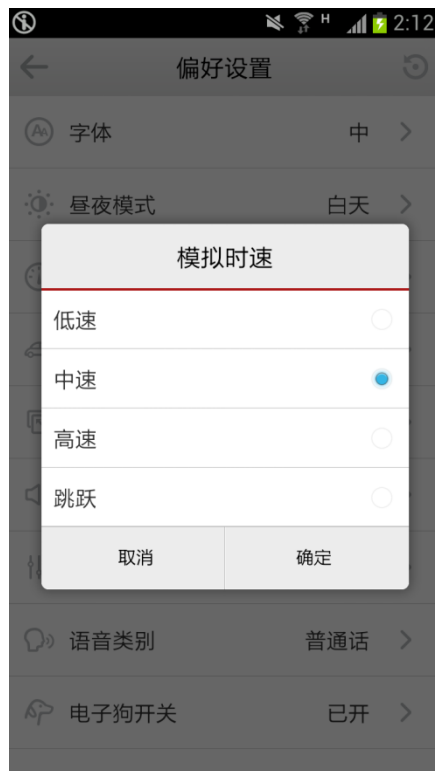 H 2:12
偏好设置
字体 中
昼夜模式 白天
模拟时速
低速
中速
高速
跳跃
取消 确定
语音类别 普通话
电子狗开关 已开